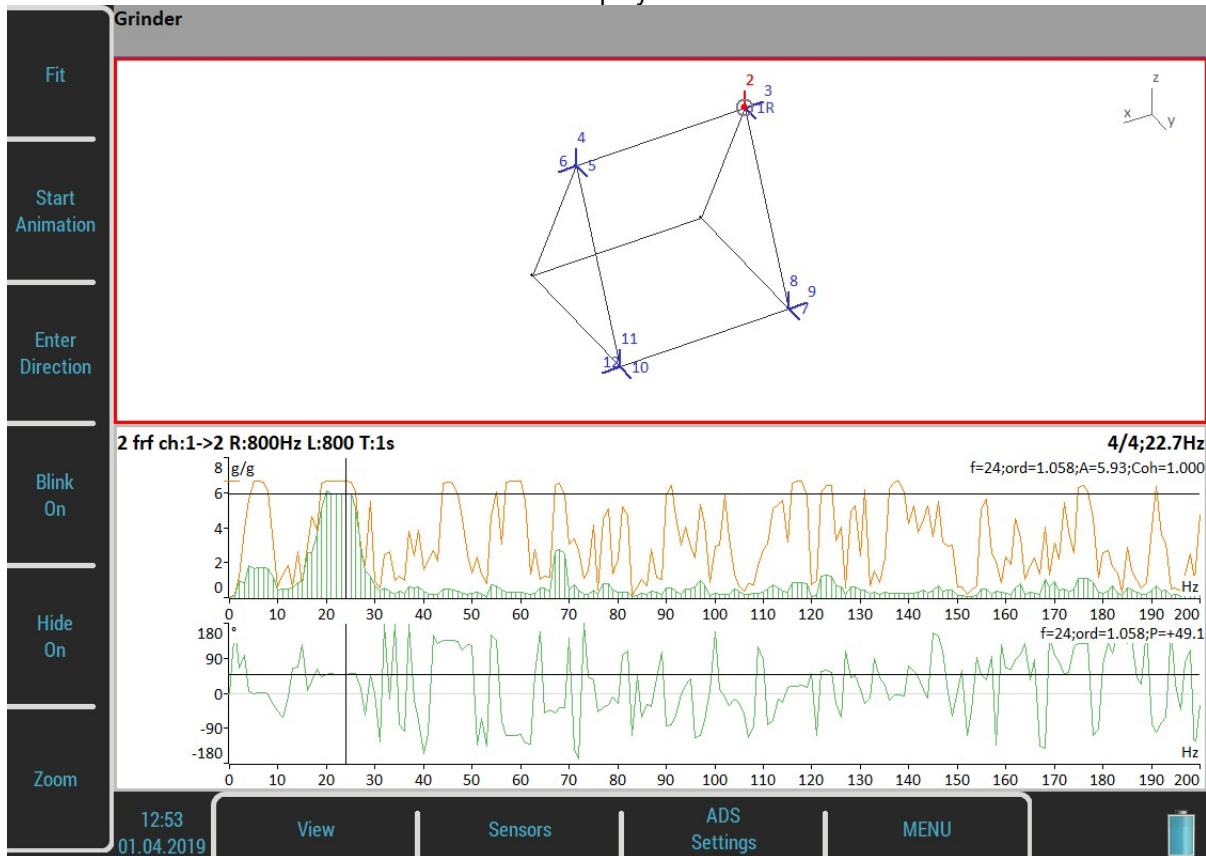 Grinder
Fit
Start
Animation
Enter
Direction
Blink
On
Hide
On
Zoom
2
3
1R
4
6
5
8
9
7
11
12
10
z
x
y
2 frf ch:1->2 R:800Hz L:800 T:1s
4/4;22.7Hz
8 g/g
f=24;ord=1.058;A=5.93;Coh=1.000
6
4
2
0
Hz
0 10 20 30 40 50 60 70 80 90 100 110 120 130 140 150 160 170 180 190 200
180 °
f=24;ord=1.058;P=+49.1
90
0
-90
-180
Hz
0 10 20 30 40 50 60 70 80 90 100 110 120 130 140 150 160 170 180 190 200
12:53
01.04.2019
View
Sensors
ADS
Settings
MENU